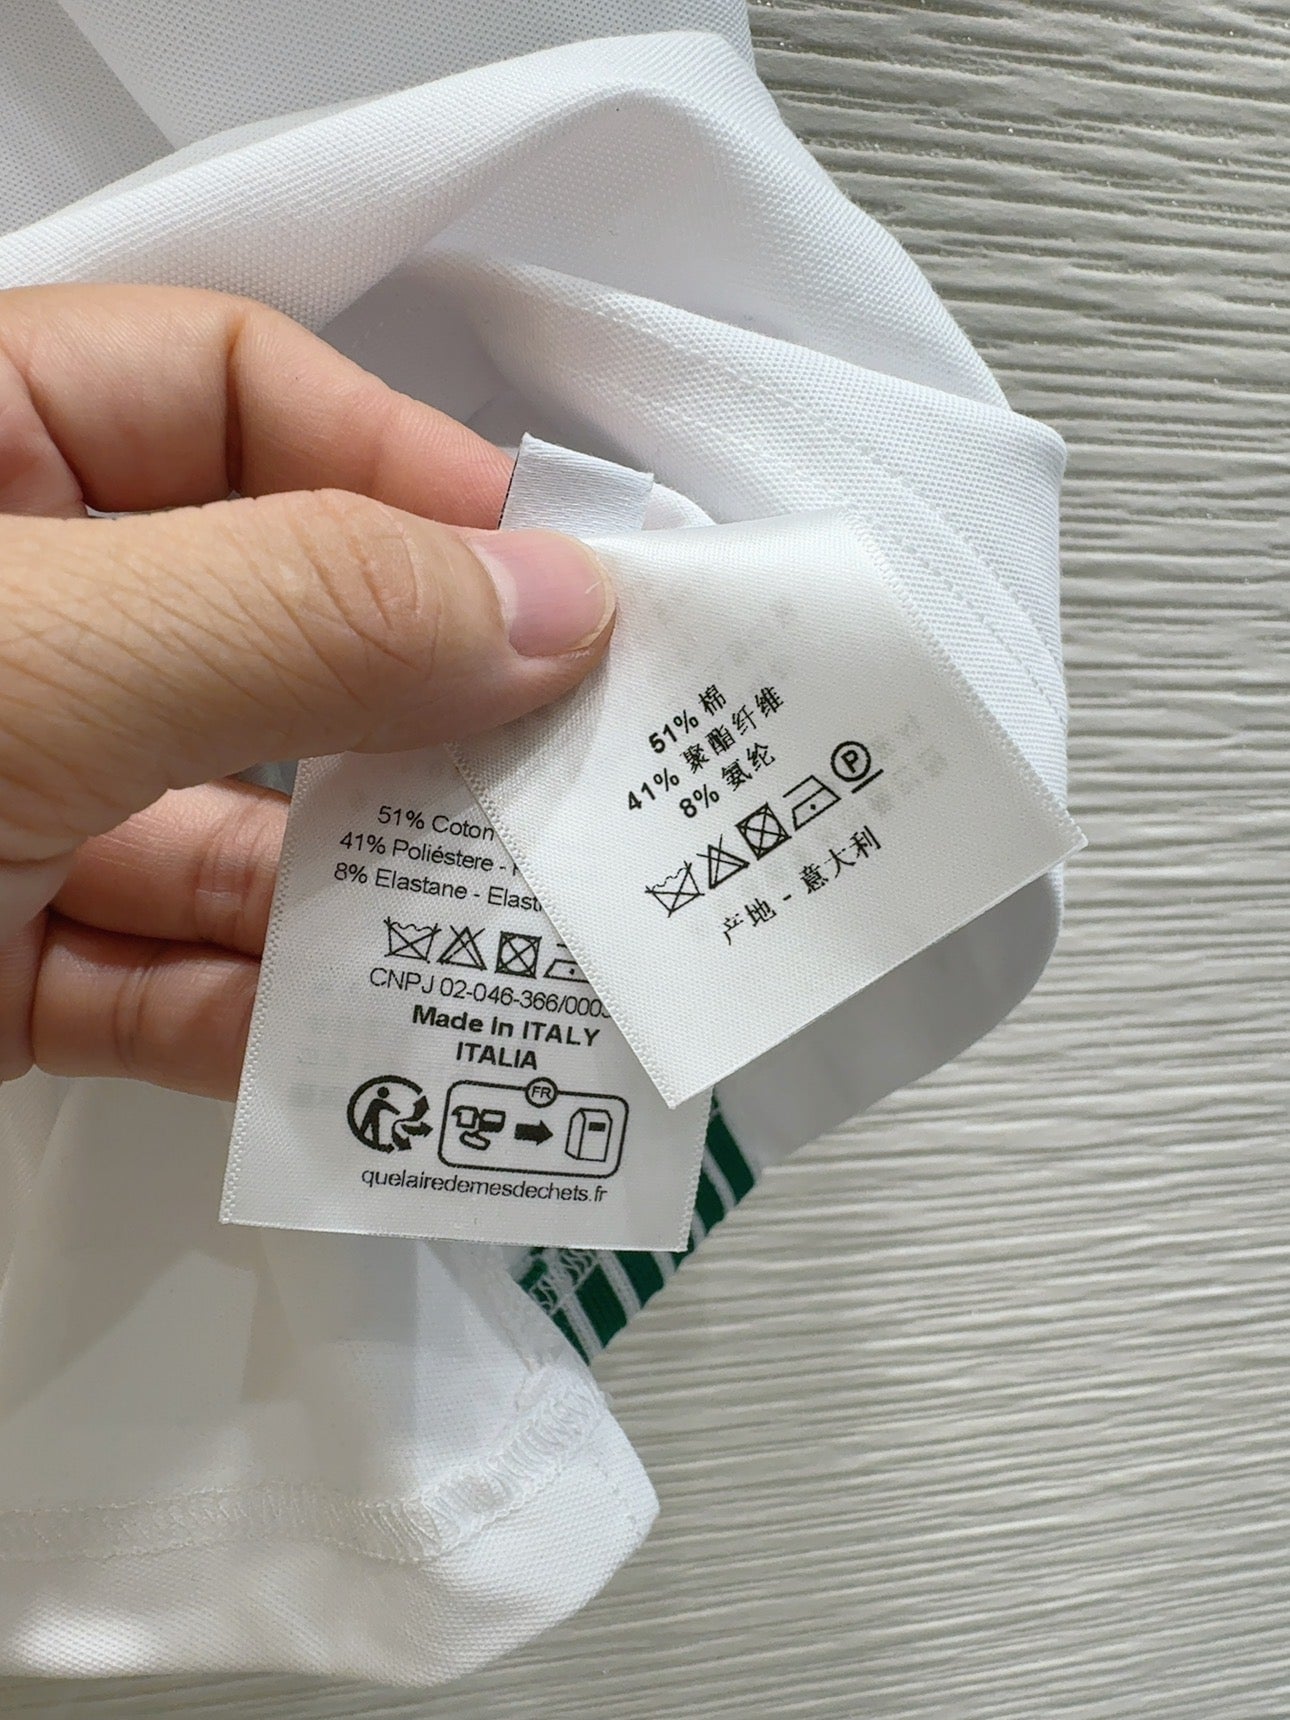 51% 棉
41% 聚酯纤维
8% 氨纶
P
产地 - 意大利
51% Coton
41% Poliéstere -
8% Elastane -
CNPJ 02-046-366/000
Made In ITALY
ITALIA
FR
quelairedemesdechets.fr